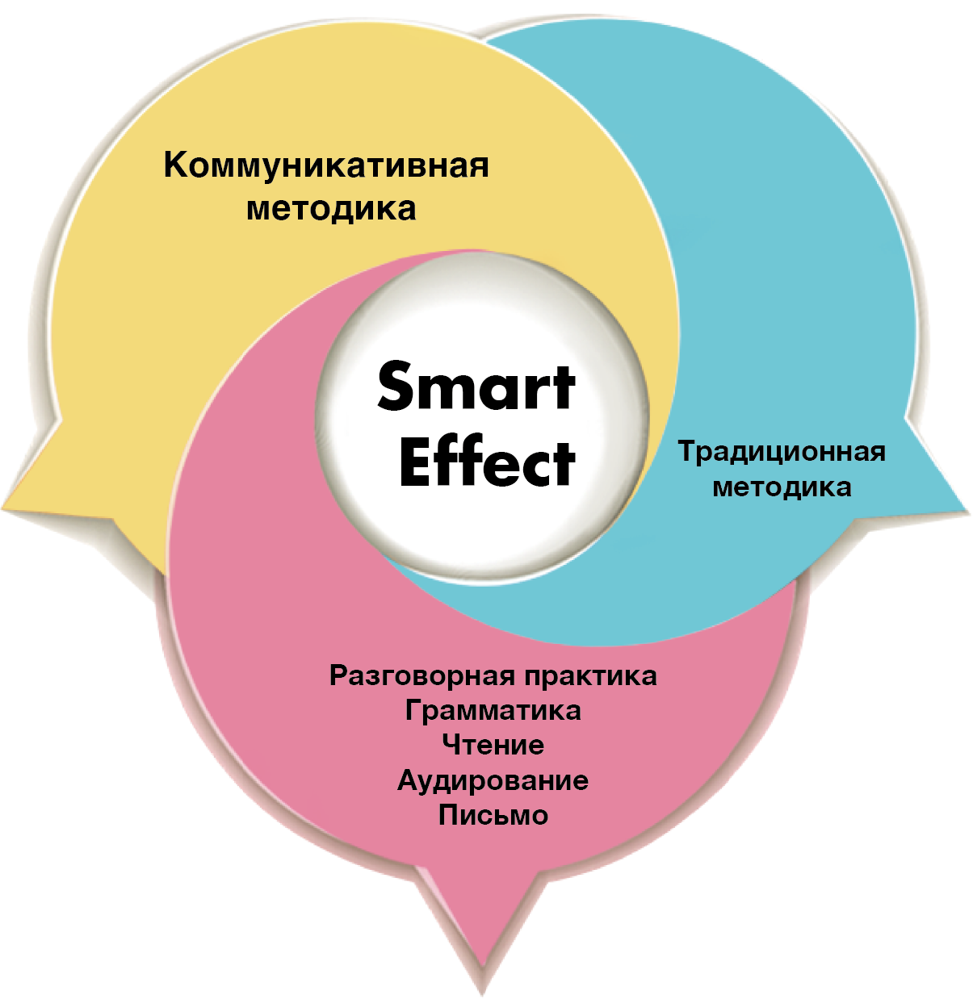 Коммуникативная
методика
Smart
Effect
Традиционная
методика
Разговорная практика
Грамматика
Чтение
Аудирование
Письмо